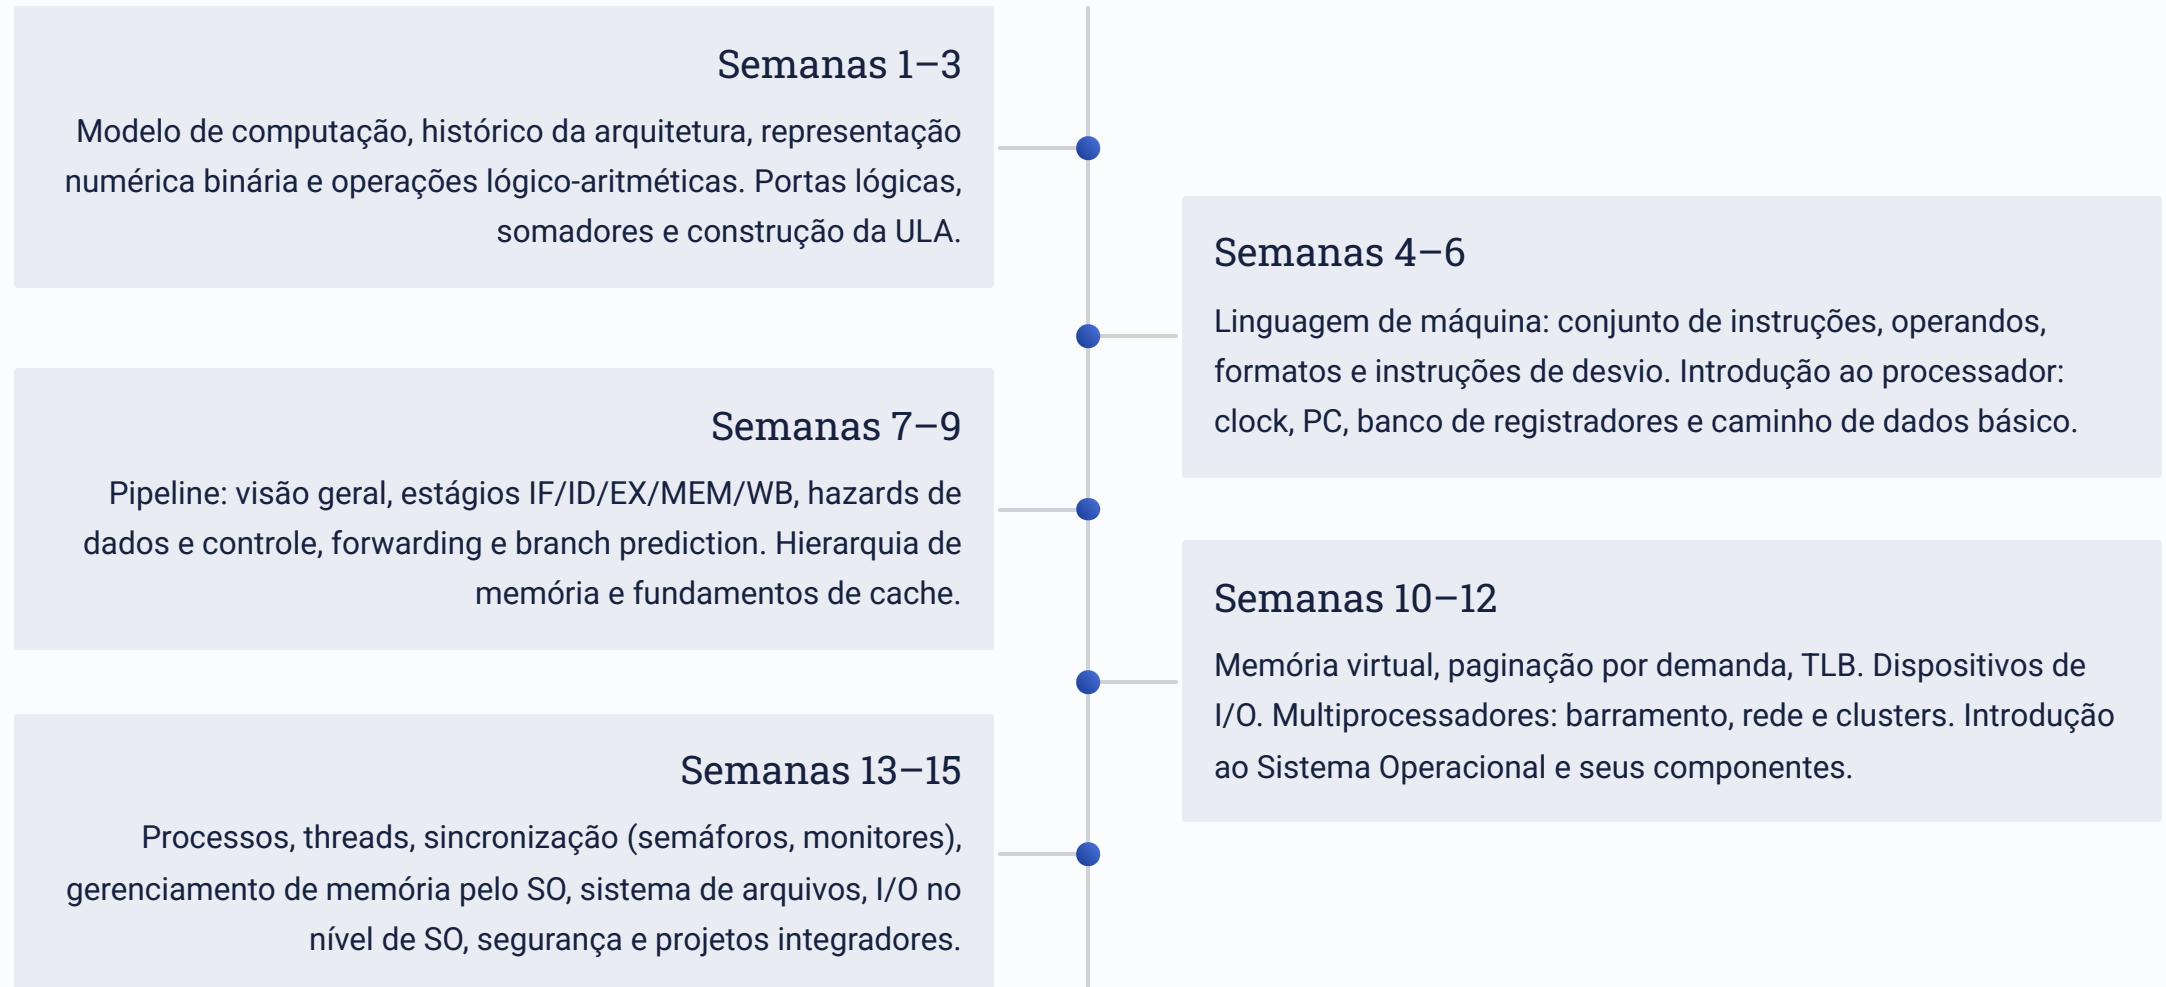 Semanas 1–3
Modelo de computação, histórico da arquitetura, representação
numérica binária e operações lógico-aritméticas. Portas lógicas,
somadores e construção da ULA.
Semanas 4–6
Linguagem de máquina: conjunto de instruções, operandos,
formatos e instruções de desvio. Introdução ao processador:
clock, PC, banco de registradores e caminho de dados básico.
Semanas 7–9
Pipeline: visão geral, estágios IF/ID/EX/MEM/WB, hazards de
dados e controle, forwarding e branch prediction. Hierarquia de
memória e fundamentos de cache.
Semanas 10–12
Memória virtual, paginação por demanda, TLB. Dispositivos de
I/O. Multiprocessadores: barramento, rede e clusters. Introdução
ao Sistema Operacional e seus componentes.
Semanas 13–15
Processos, threads, sincronização (semáforos, monitores),
gerenciamento de memória pelo SO, sistema de arquivos, I/O no
nível de SO, segurança e projetos integradores.